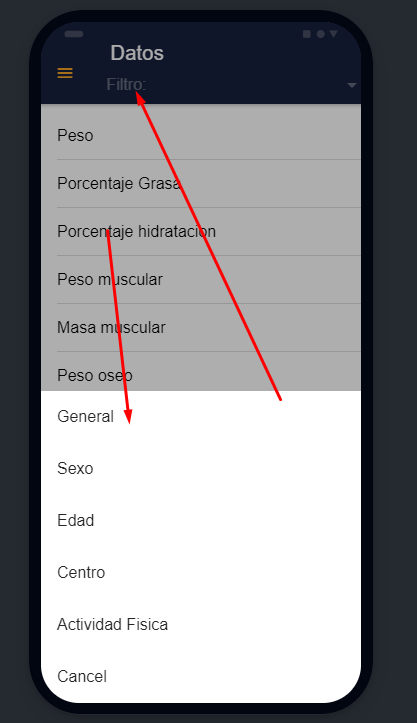 Datos
Filtro:
Peso
Porcentaje Grasa
Porcentaje hidratacion
Peso muscular
Masa muscular
Peso oseo
General
Sexo
Edad
Centro
Actividad Fisica
Cancel